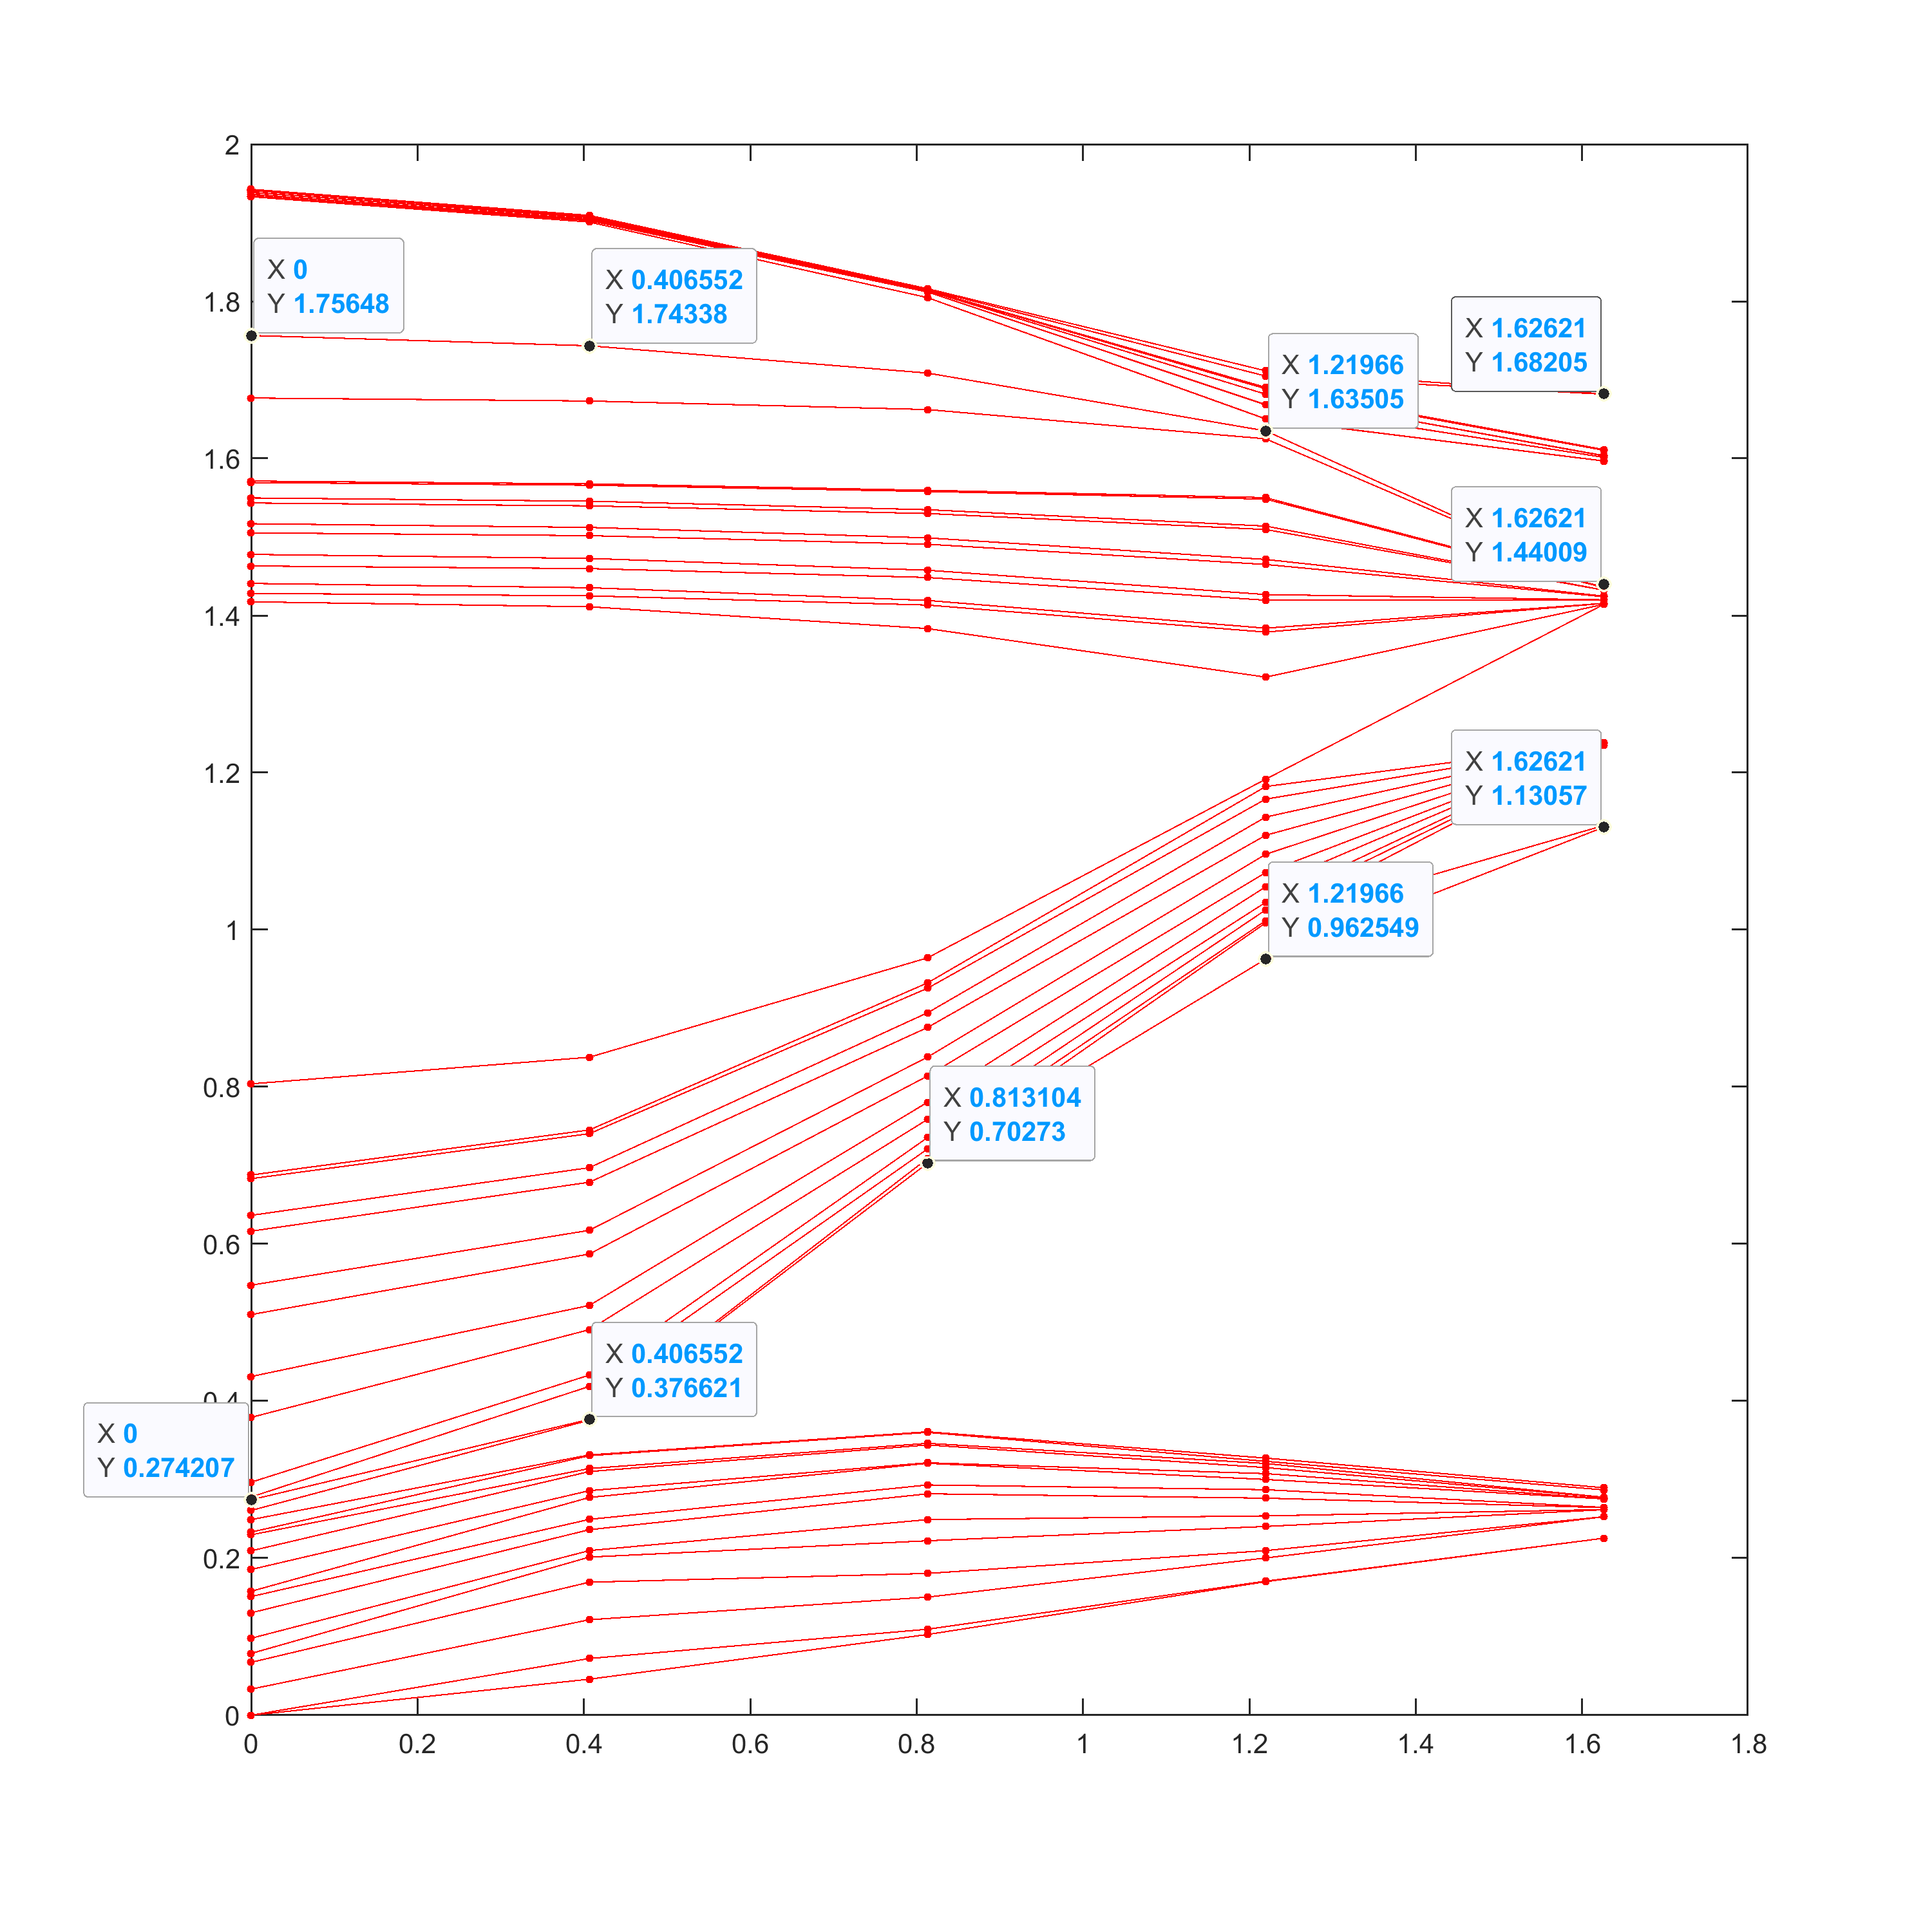 2
X 0
Y 1.75648
X 0.406552
Y 1.74338
1.8
X 1.62621
Y 1.68205
X 1.21966
Y 1.63505
1.6
X 1.62621
Y 1.44009
1.4
1.2
X 1.62621
Y 1.13057
1
X 1.21966
Y 0.962549
0.8
X 0.813104
Y 0.70273
0.6
X 0.406552
Y 0.376621
0.4
X 0
Y 0.274207
0.2
0
0 0.2 0.4 0.6 0.8 1 1.2 1.4 1.6 1.8